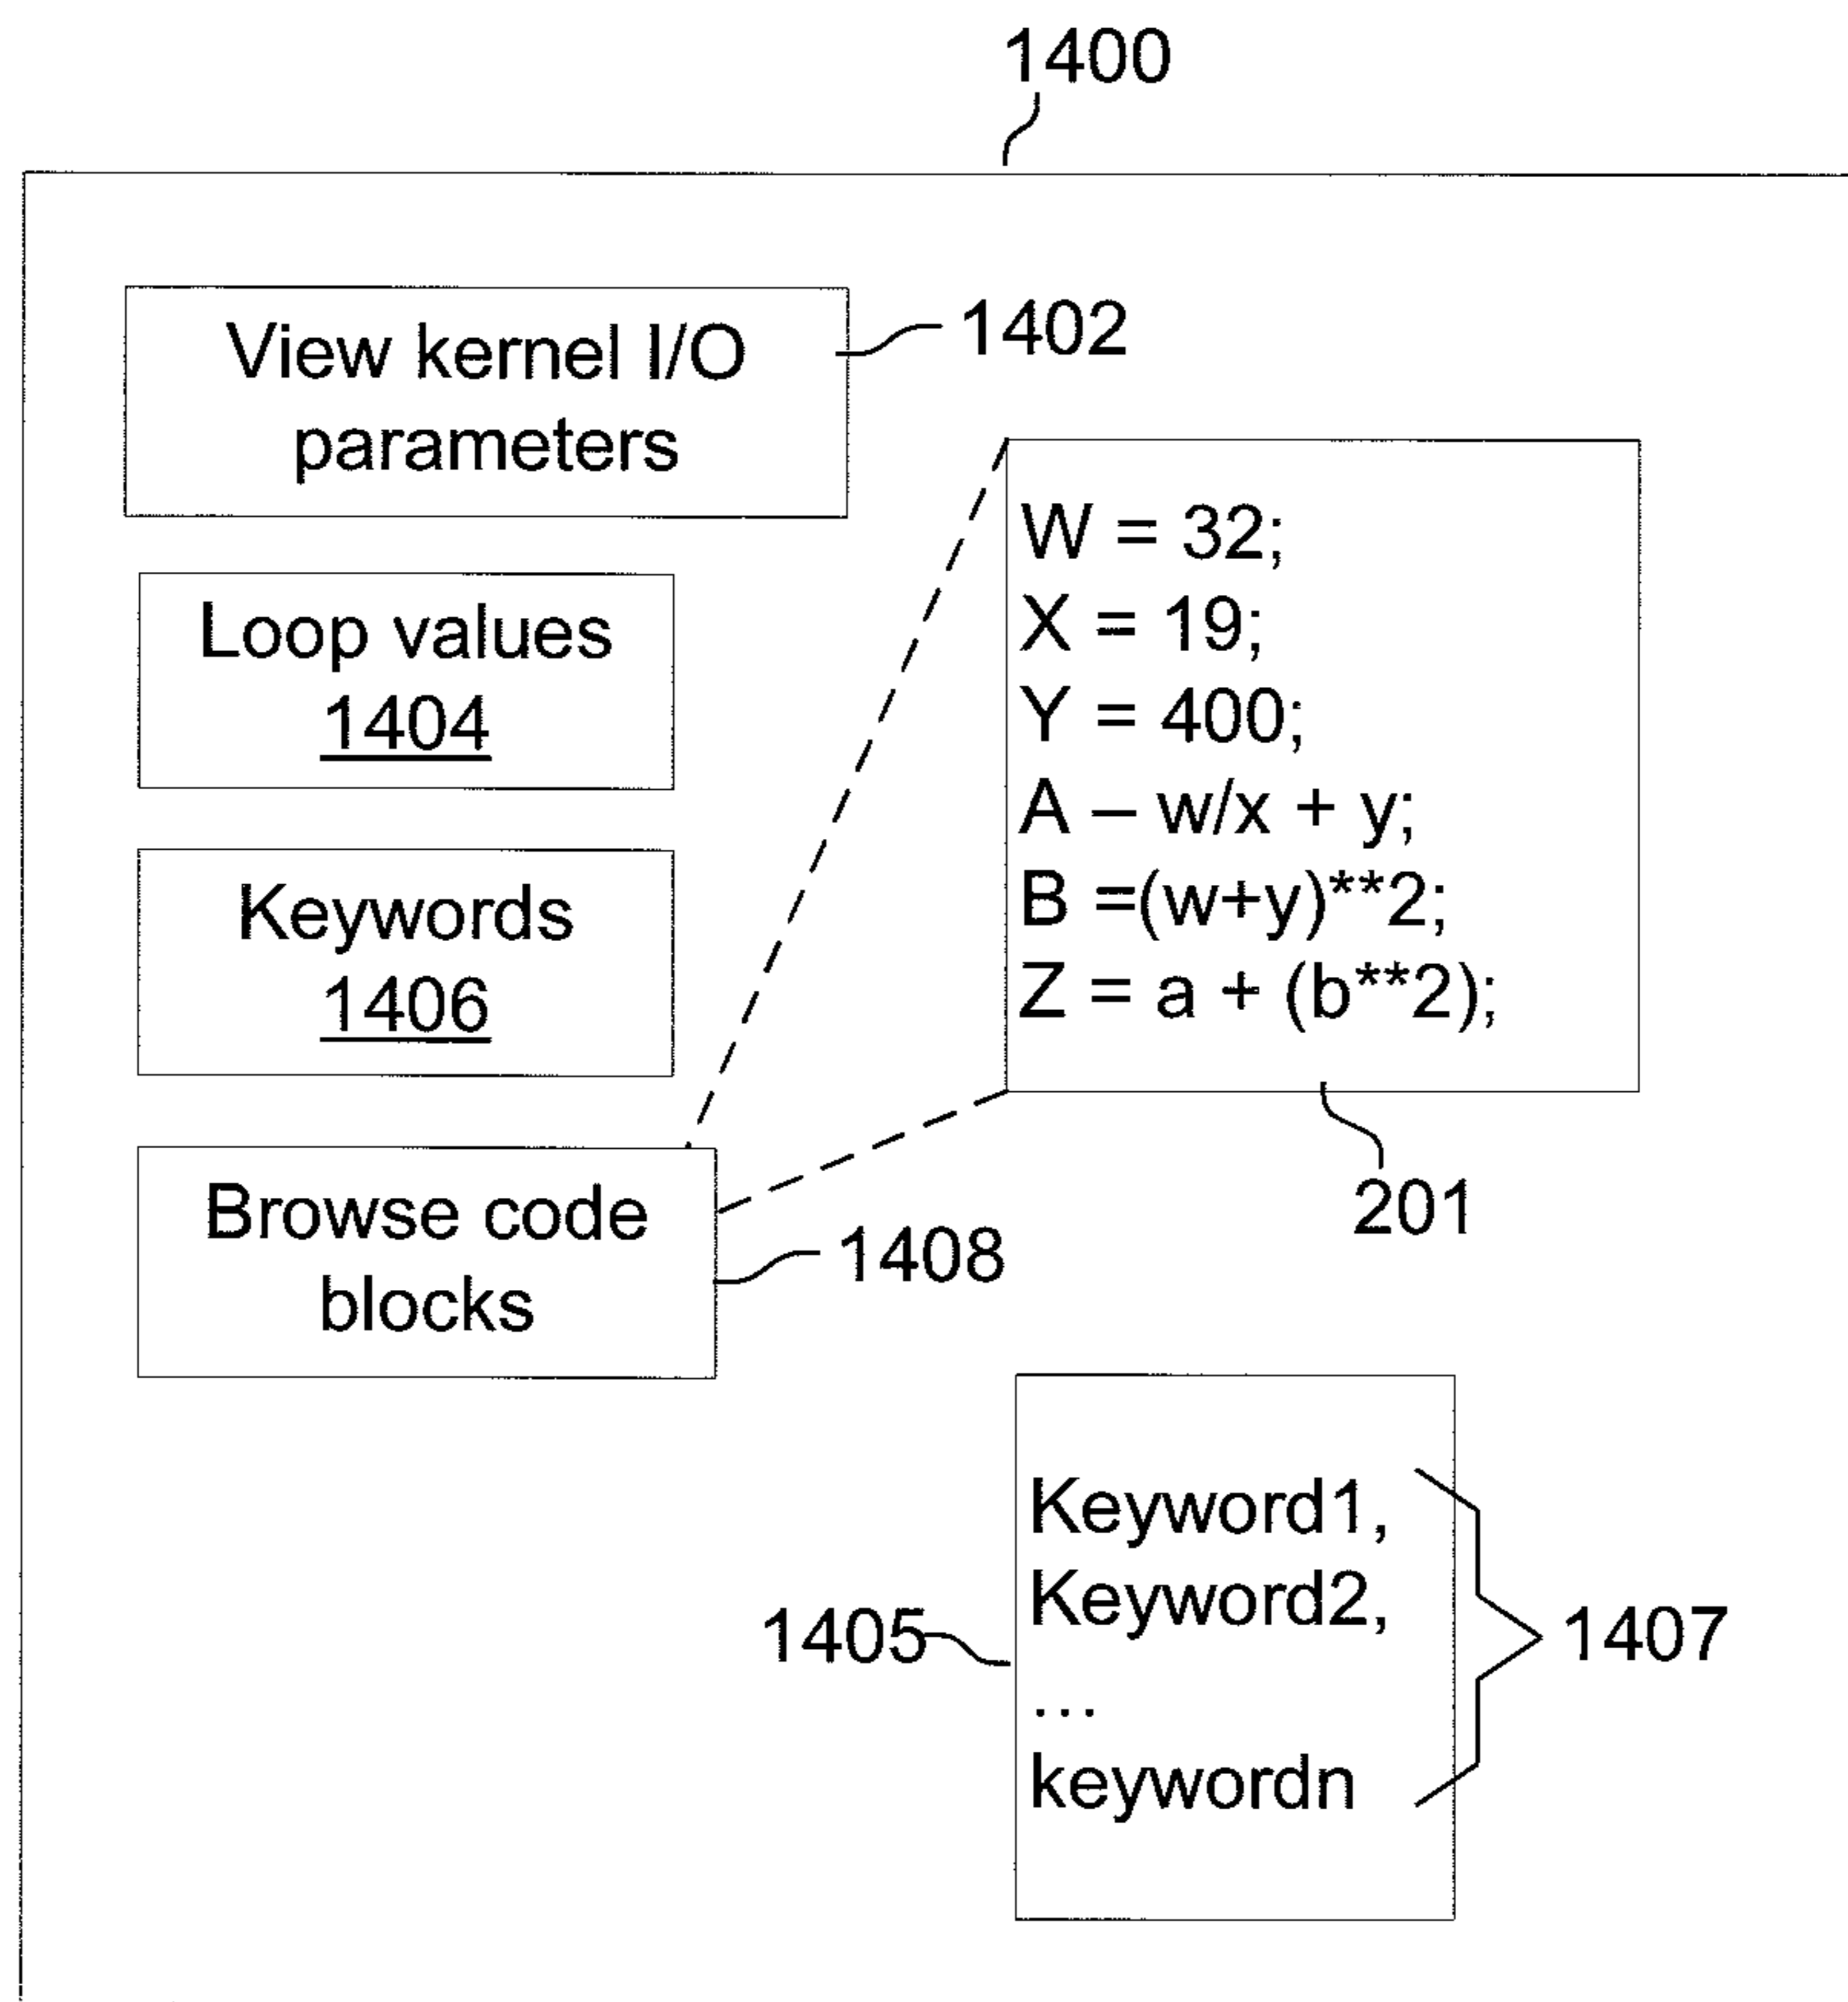 1400
View kernel I/O
parameters
1402
Loop values
1404
Keywords
1406
Browse code
blocks
1408
W = 32;
X = 19;
Y = 400;
A – w/x + y;
B =(w+y)**2;
Z = a + (b**2);
201
Keyword1,
Keyword2,
...
keywordn
1405
1407